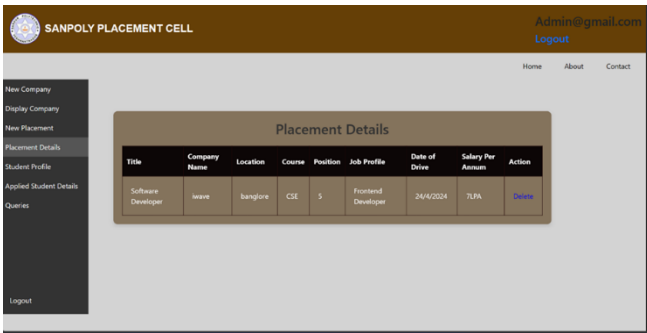 SANPOLY PLACEMENT CELL
Admin@gmail.com
Logout
Home About Contact
New Company
Display Company
New Placement
Placement Details
Student Profile
Applied Student Details
Queries
Logout
Placement Details
Title Company Name Location Course Position Job Profile Date of Drive Salary Per Annum Action
Software Developer iwave banglore CSE 5 Frontend Developer 24/4/2024 7LPA Delete